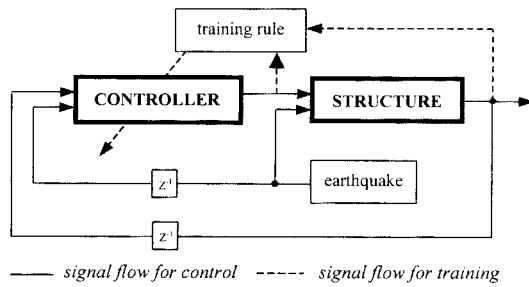 training rule
CONTROLLER
STRUCTURE
Z⁻¹
earthquake
Z⁻¹
signal flow for control
signal flow for training